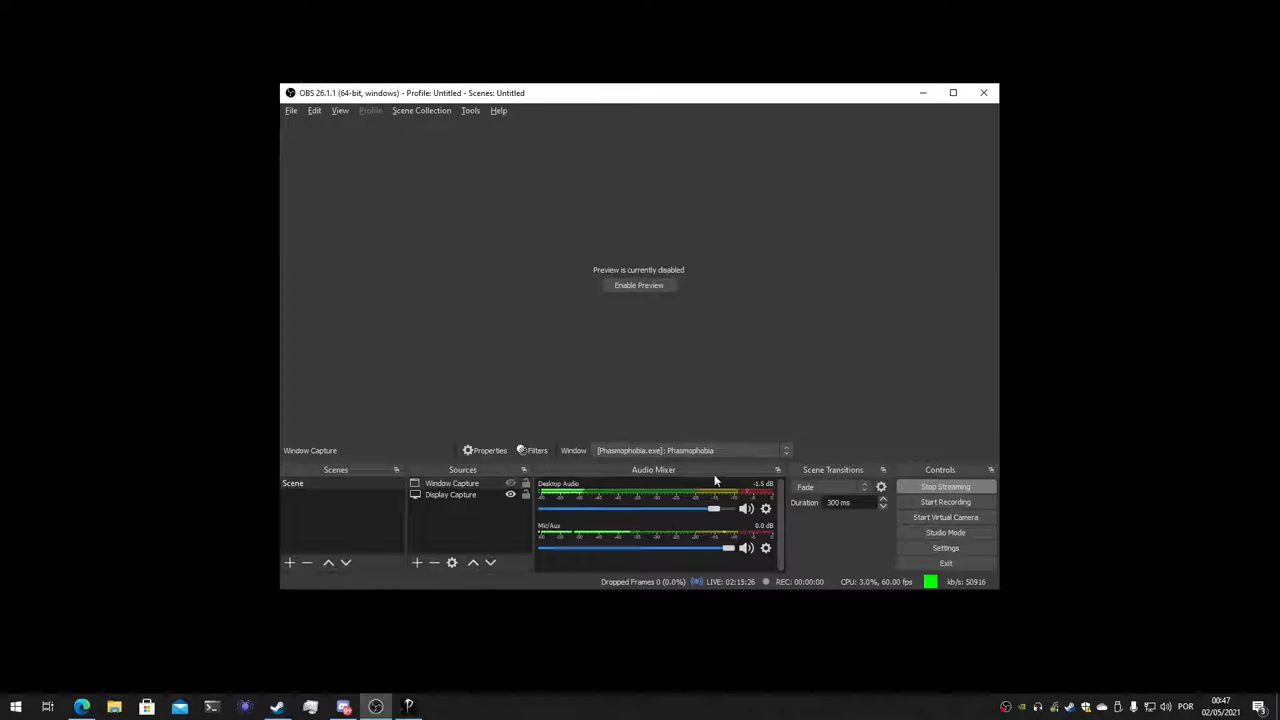 OBS 26.1.1 (64-bit, windows) - Profile: Untitled - Scenes: Untitled
File Edit View Profile Scene Collection Tools Help
Preview is currently disabled
Enable Preview
Window Capture Properties Filters Window [Phasmophobia.exe]: Phasmophobia
Scenes Sources Audio Mixer Scene Transitions Controls
Scene
Window Capture
Display Capture
Desktop Audio -1.5 dB
Mic/Aux 0.0 dB
Fade
Duration 300 ms
Stop Streaming
Start Recording
Start Virtual Camera
Studio Mode
Settings
Exit
Dropped Frames 0 (0.0%) LIVE: 02:15:26 REC: 00:00:00 CPU: 3.0%, 60.00 fps kb/s: 50916
POR
00:47
02/05/2021